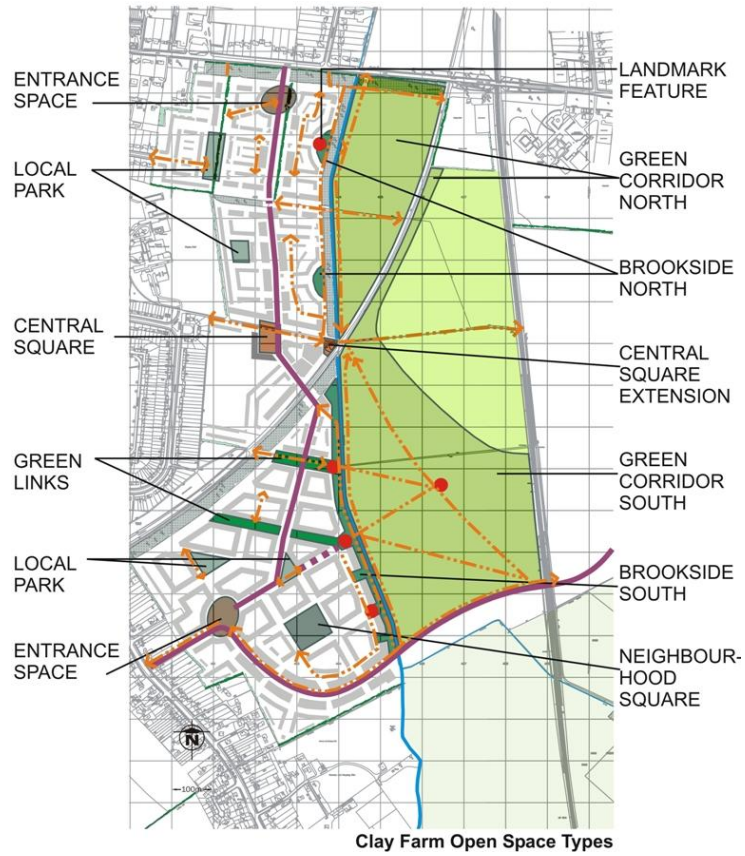 ENTRANCE
SPACE
LOCAL
PARK
CENTRAL
SQUARE
GREEN
LINKS
LOCAL
PARK
ENTRANCE
SPACE
LANDMARK
FEATURE
GREEN
CORRIDOR
NORTH
BROOKSIDE
NORTH
CENTRAL
SQUARE
EXTENSION
GREEN
CORRIDOR
SOUTH
BROOKSIDE
SOUTH
NEIGHBOUR-
HOOD
SQUARE
N
100m
Clay Farm Open Space Types